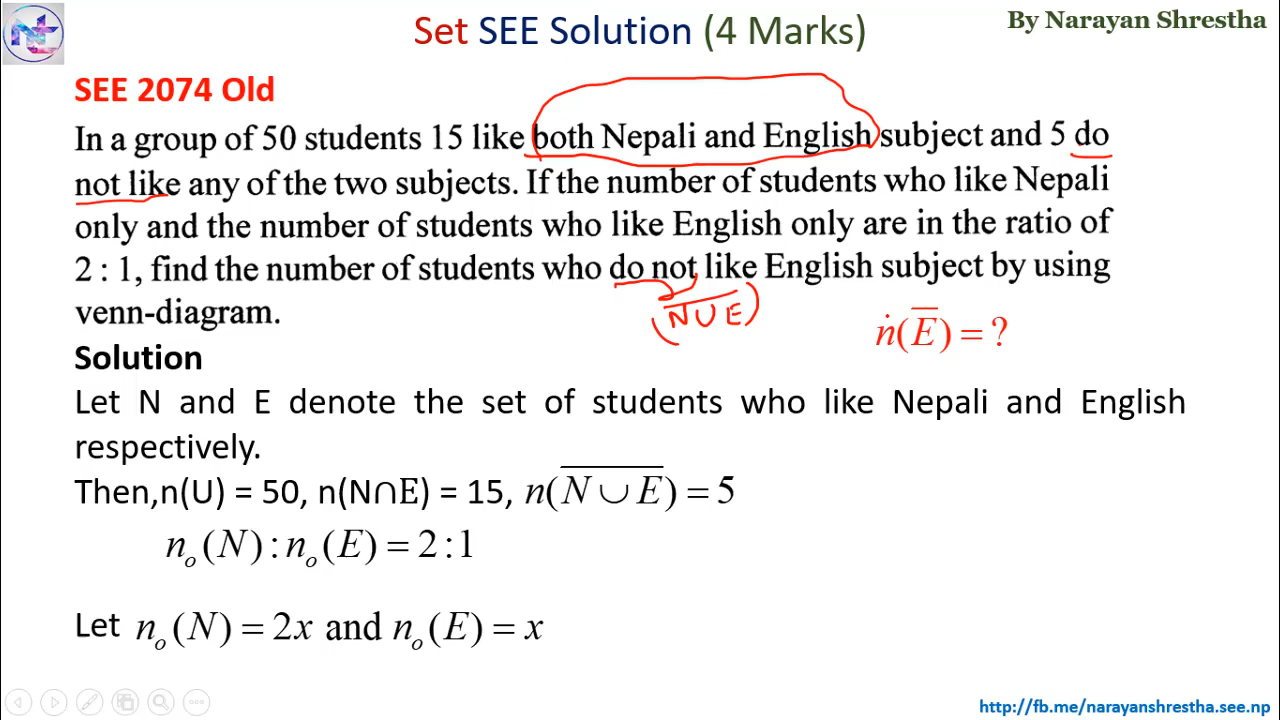 Set SEE Solution (4 Marks)
By Narayan Shrestha
SEE 2074 Old
In a group of 50 students 15 like both Nepali and English subject and 5 do
not like any of the two subjects. If the number of students who like Nepali
only and the number of students who like English only are in the ratio of
2 : 1, find the number of students who do not like English subject by using
venn-diagram.
(N∪E)
n(E̅) = ?
Solution
Let N and E denote the set of students who like Nepali and English
respectively.
Then,n(U) = 50, n(N∩E) = 15, n(N̅ ̅∪̅ ̅E̅) = 5
nₒ(N) : nₒ(E) = 2 : 1
Let nₒ(N) = 2x and nₒ(E) = x
http://fb.me/narayanshrestha.see.np